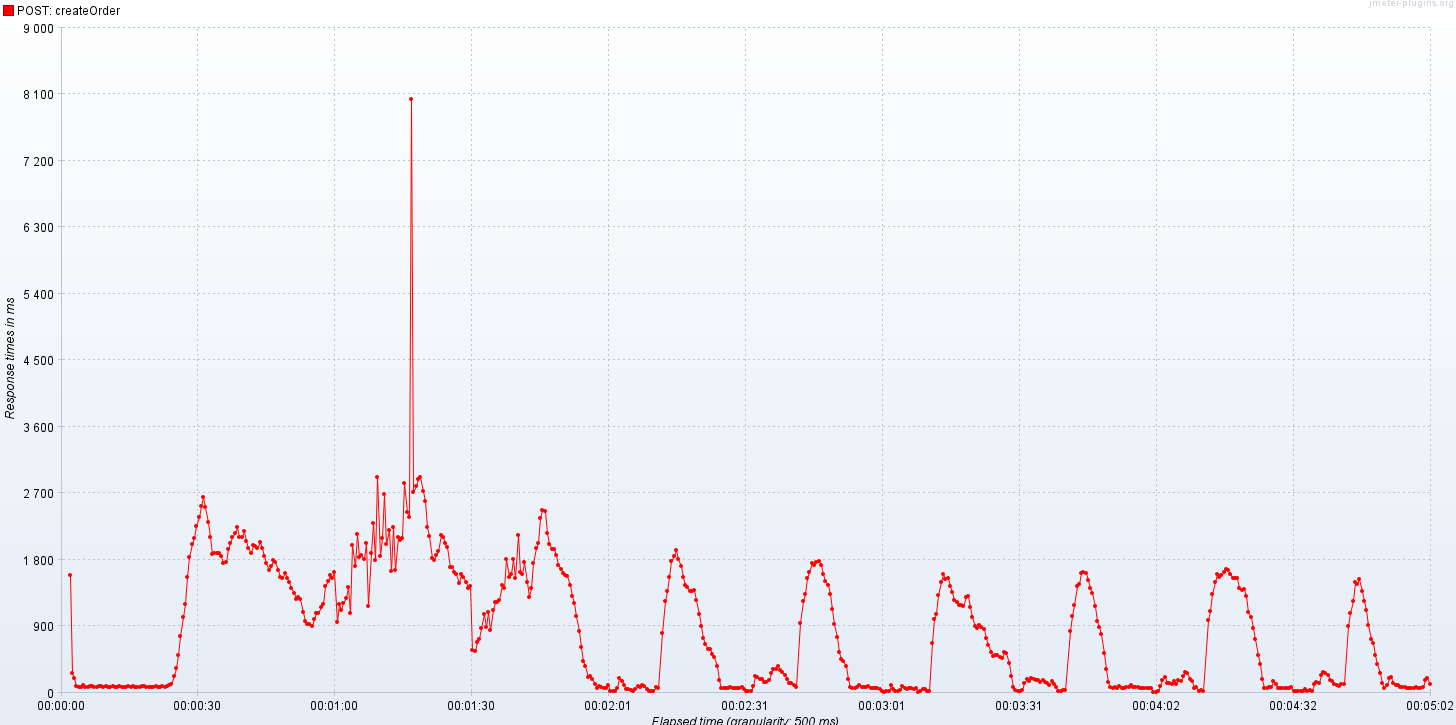 POST: createOrder
jmeter-plugins.org
9 000
8 100
7 200
6 300
5 400
4 500
3 600
2 700
1 800
900
0
Response times in ms
00:00:00 00:00:30 00:01:00 00:01:30 00:02:01 00:02:31 00:03:01 00:03:31 00:04:02 00:04:32 00:05:02
Elapsed time (granularity: 500 ms)